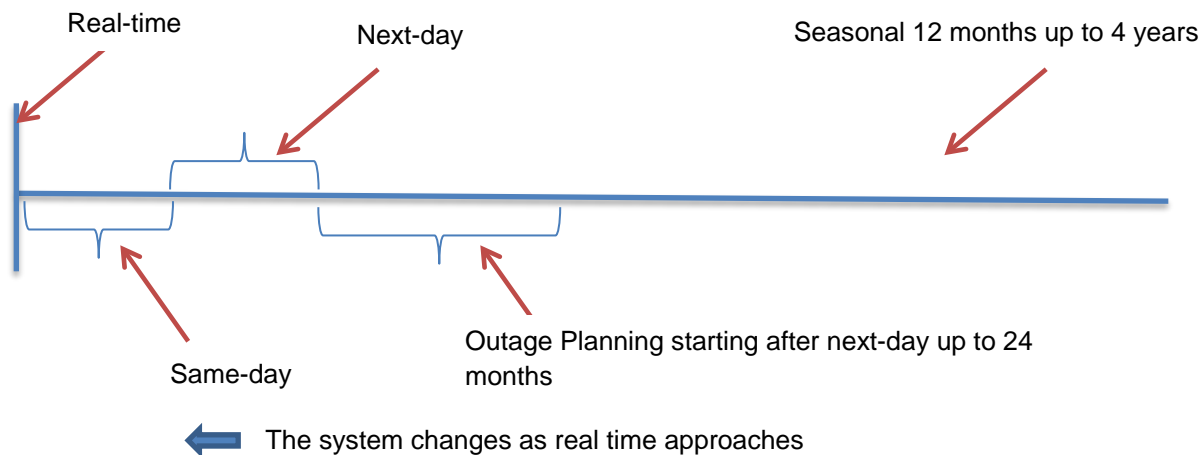 Real-time
Next-day
Seasonal 12 months up to 4 years
Same-day
Outage Planning starting after next-day up to 24
months
The system changes as real time approaches